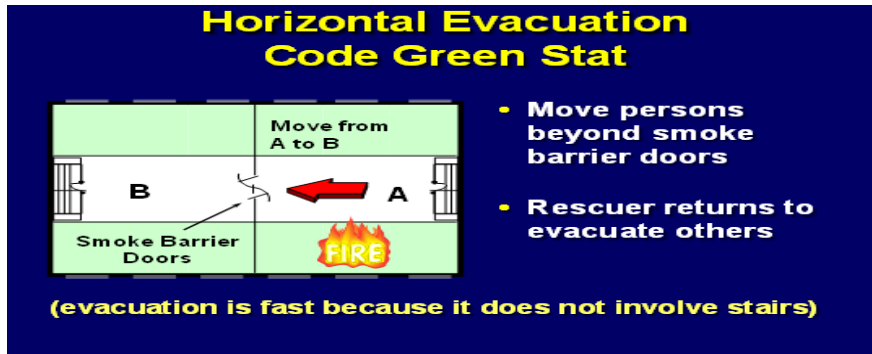 Horizontal Evacuation
Code Green Stat
Move from
A to B
B
A
Smoke Barrier
Doors
FIRE
• Move persons
beyond smoke
barrier doors
• Rescuer returns to
evacuate others
(evacuation is fast because it does not involve stairs)